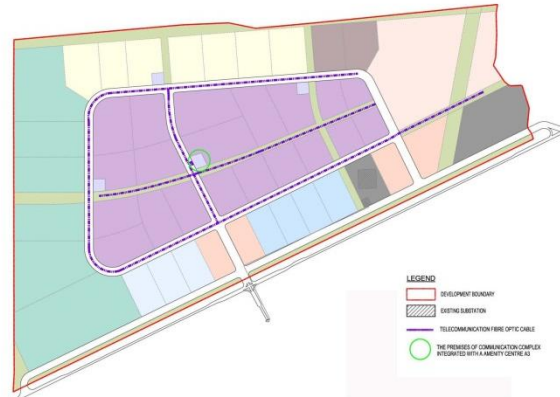 LEGEND
DEVELOPMENT BOUNDARY
EXISTING SUBSTATION
TELECOMMUNICATION FIBRE OPTIC CABLE
THE PREMISES OF COMMUNICATION COMPLEX
INTEGRATED WITH A AMENITY CENTRE A3